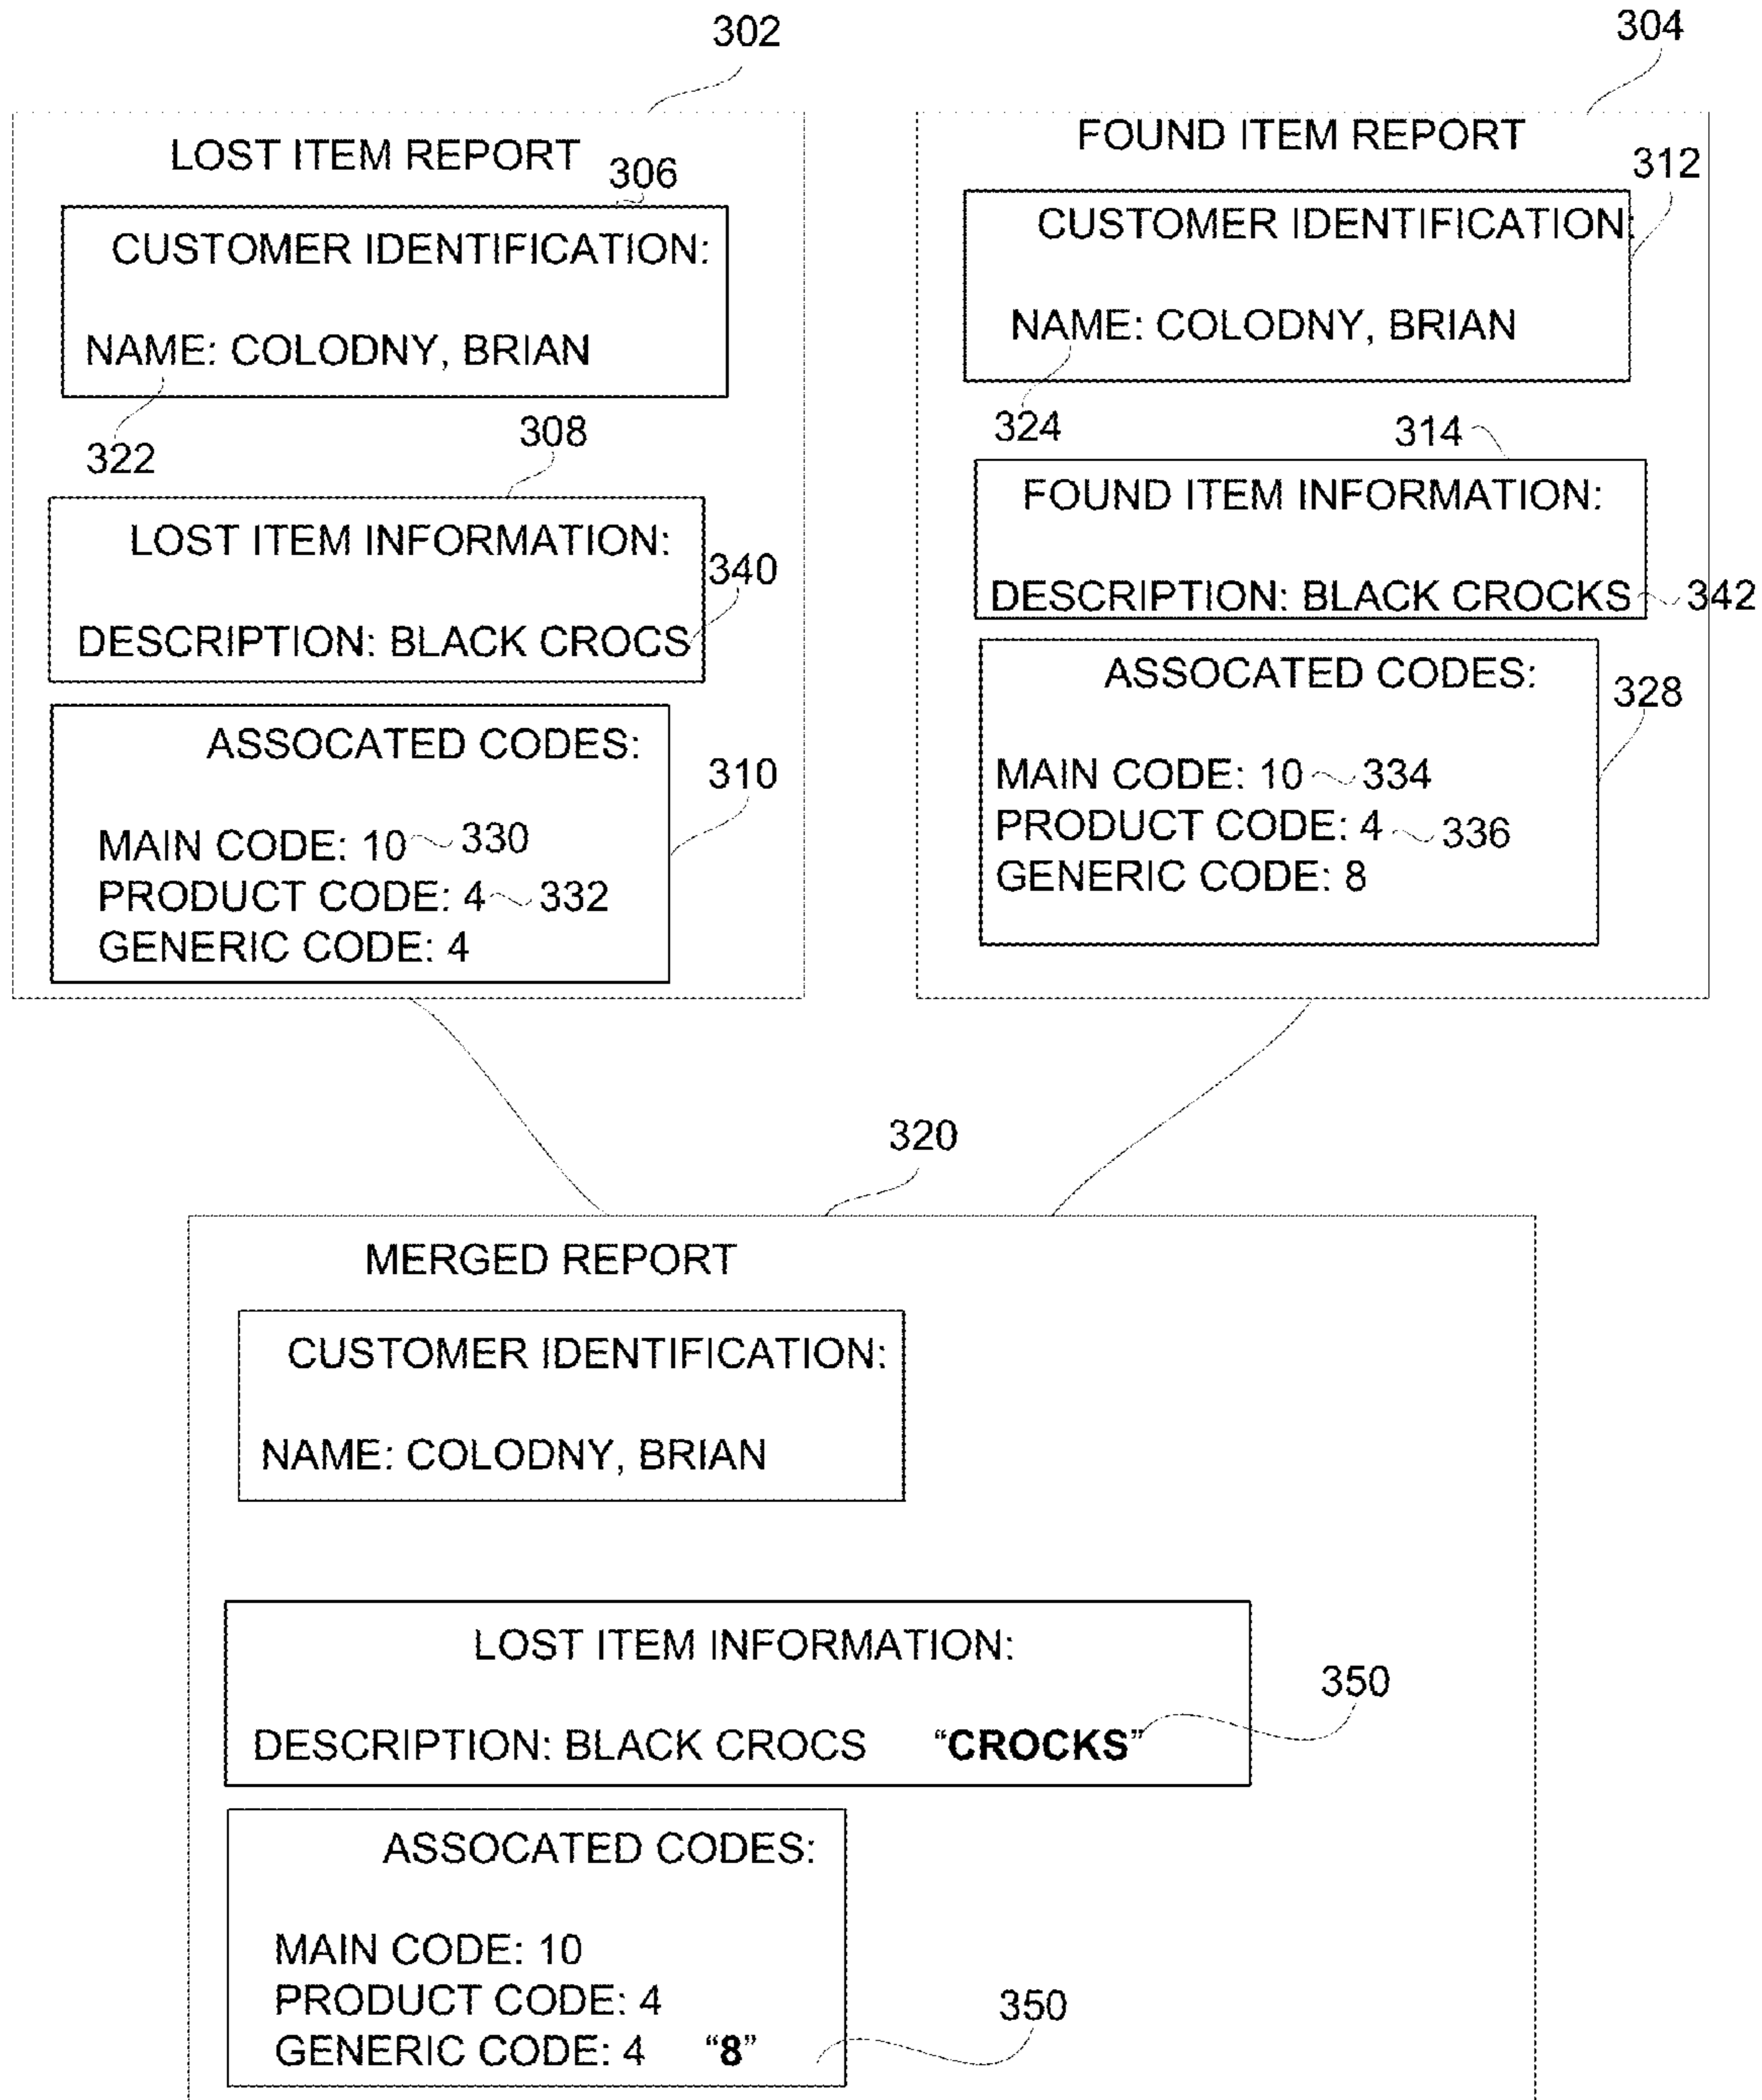 302
304
LOST ITEM REPORT
306
CUSTOMER IDENTIFICATION:
NAME: COLODNY, BRIAN
322
308
LOST ITEM INFORMATION:
340
DESCRIPTION: BLACK CROCS
ASSOCATED CODES:
310
MAIN CODE: 10 330
PRODUCT CODE: 4 332
GENERIC CODE: 4
FOUND ITEM REPORT
312
CUSTOMER IDENTIFICATION:
NAME: COLODNY, BRIAN
324
314
FOUND ITEM INFORMATION:
DESCRIPTION: BLACK CROCKS 342
ASSOCATED CODES:
328
MAIN CODE: 10 334
PRODUCT CODE: 4 336
GENERIC CODE: 8
320
MERGED REPORT
CUSTOMER IDENTIFICATION:
NAME: COLODNY, BRIAN
LOST ITEM INFORMATION:
350
DESCRIPTION: BLACK CROCS "CROCKS"
ASSOCATED CODES:
MAIN CODE: 10
PRODUCT CODE: 4
350
GENERIC CODE: 4 "8"